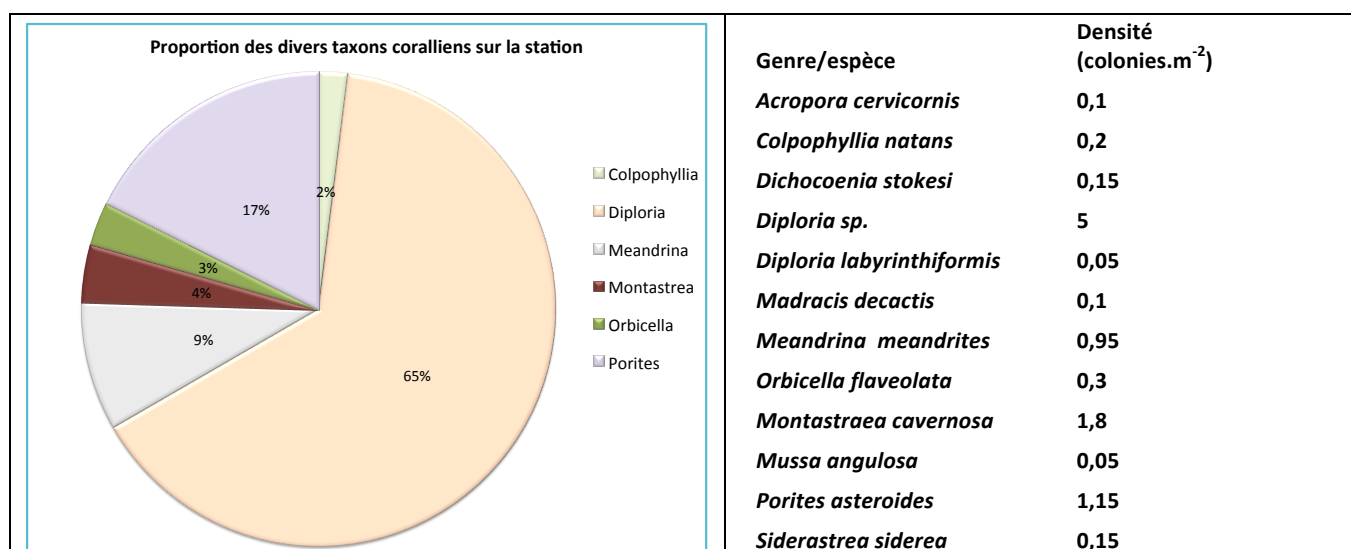 Proportion des divers taxons coralliens sur la station
2%
65%
9%
4%
3%
17%
Colpophyllia
Diploria
Meandrina
Montastrea
Orbicella
Porites
Genre/espèce Densité (colonies.m-2)
Acropora cervicornis 0,1
Colpophyllia natans 0,2
Dichocoenia stokesi 0,15
Diploria sp. 5
Diploria labyrinthiformis 0,05
Madracis decactis 0,1
Meandrina meandrites 0,95
Orbicella flaveolata 0,3
Montastraea cavernosa 1,8
Mussa angulosa 0,05
Porites asteroides 1,15
Siderastrea siderea 0,15